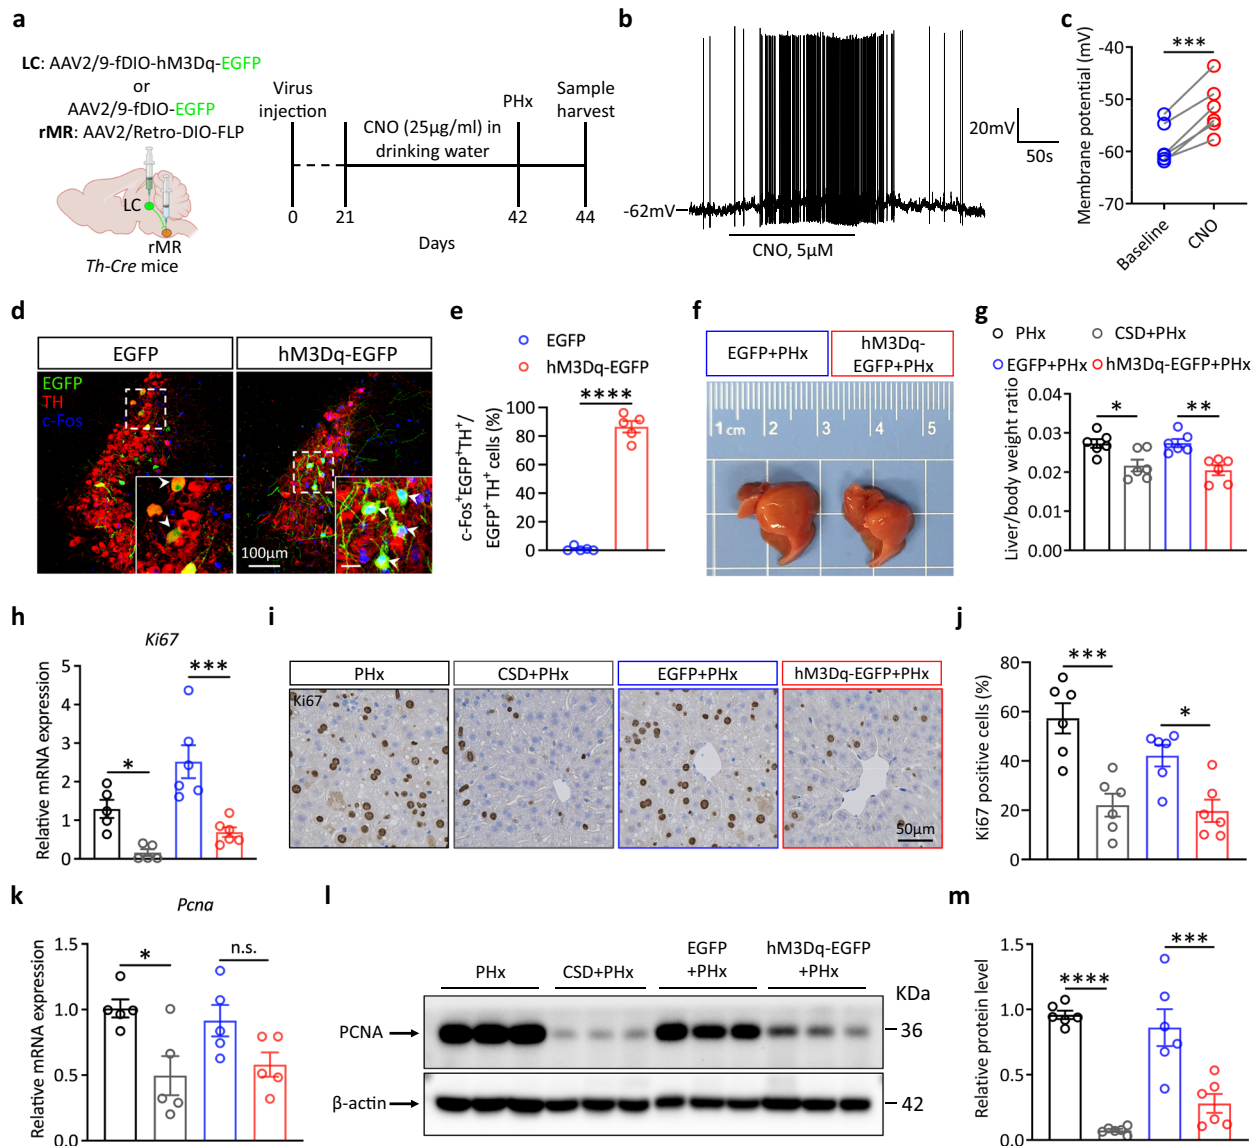 a
LC: AAV2/9-fDIO-hM3Dq-EGFP
or
AAV2/9-fDIO-EGFP
rMR: AAV2/Retro-DIO-FLP
LC
rMR
Th-Cre mice
Virus
injection
CNO (25μg/ml) in
drinking water
PHx
Sample
harvest
0
21
42
44
Days
b
-62mV
CNO, 5μM
20mV
50s
c
***
Membrane potential (mV)
-40
-50
-60
-70
Baseline
CNO
d
EGFP
hM3Dq-EGFP
EGFP
TH
c-Fos
100μm
e
EGFP
hM3Dq-EGFP
****
c-Fos+EGFP+TH+/
EGFP+TH+ cells (%)
100
80
60
40
20
0
f
EGFP+PHx
hM3Dq-
EGFP+PHx
1 cm
2
3
4
5
g
PHx
CSD+PHx
EGFP+PHx
hM3Dq-EGFP+PHx
*
**
Liver/body weight ratio
0.04
0.03
0.02
0.01
0.00
h
Ki67
***
*
Relative mRNA expression
5
4
3
2
1
0
i
PHx
CSD+PHx
EGFP+PHx
hM3Dq-EGFP+PHx
Ki67
50μm
j
***
*
Ki67 positive cells (%)
80
60
40
20
0
k
Pcna
*
n.s.
Relative mRNA expression
1.5
1.0
0.5
0.0
l
PHx
CSD+PHx
EGFP
+PHx
hM3Dq-EGFP
+PHx
KDa
PCNA
36
β-actin
42
m
****
***
Relative protein level
1.5
1.0
0.5
0.0